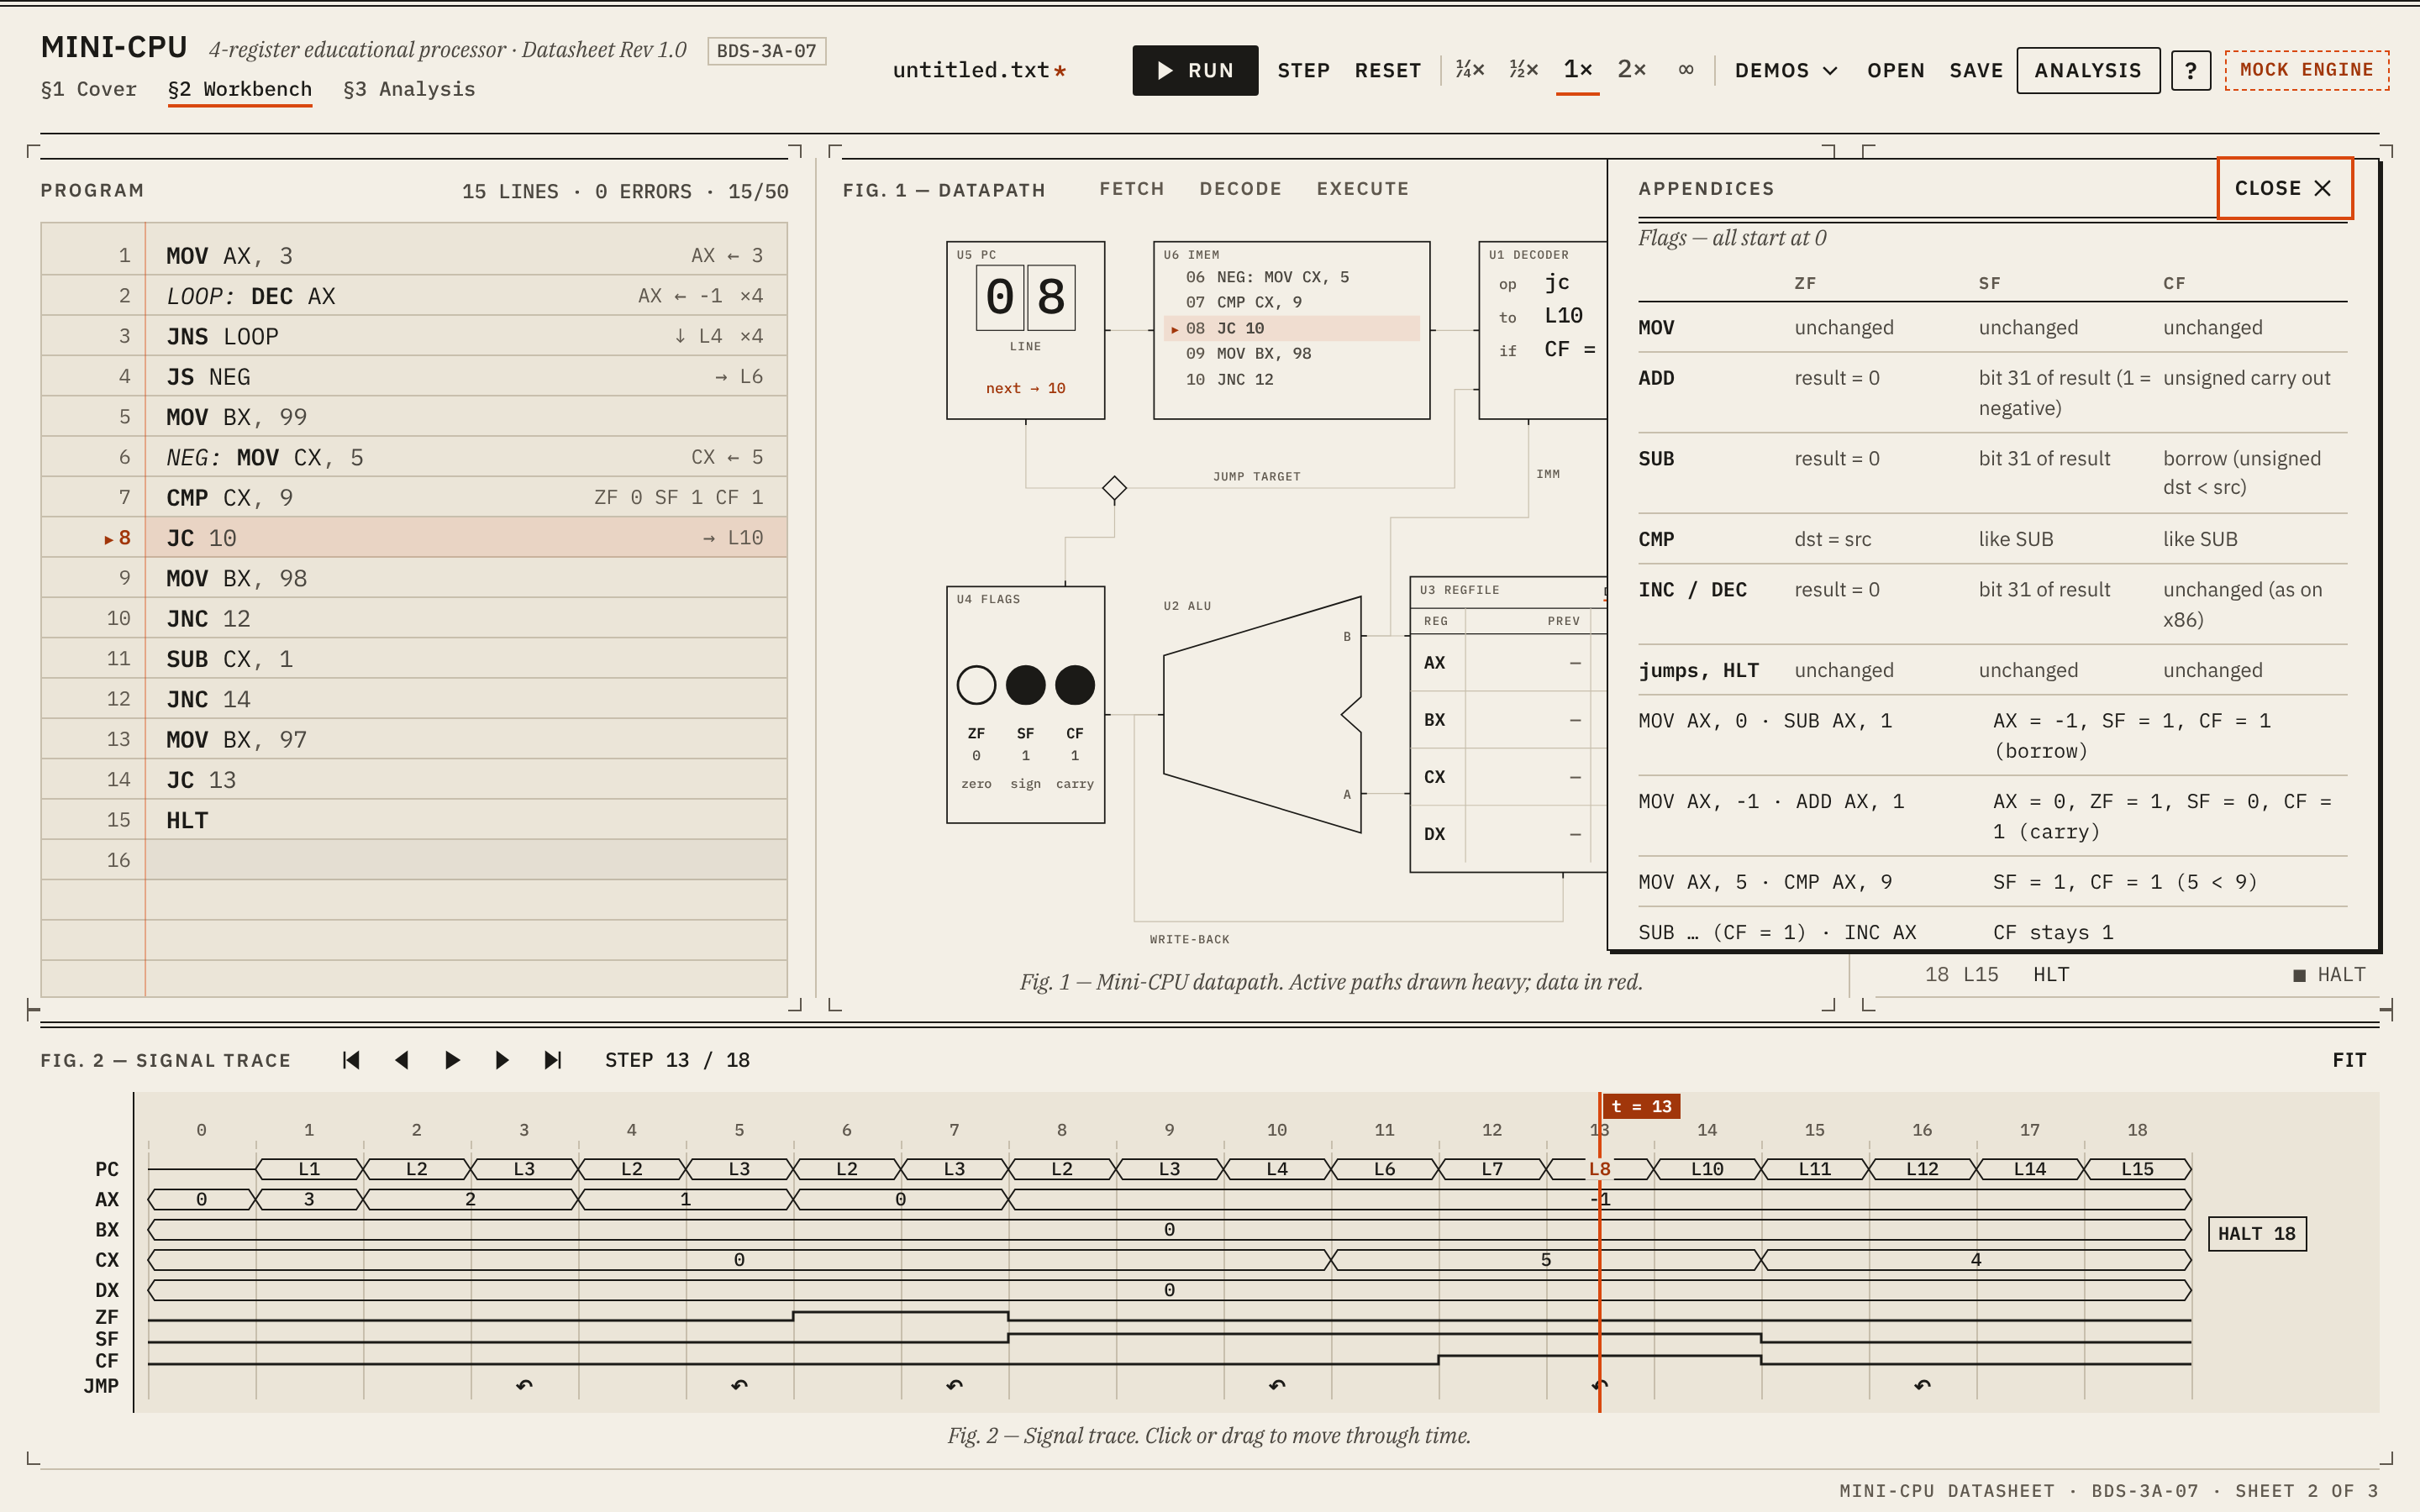 MINI-CPU 4-register educational processor · Datasheet Rev 1.0 BDS-3A-07
§1 Cover §2 Workbench §3 Analysis
untitled.txt*
RUN STEP RESET ¼× ½× 1× 2× ∞ DEMOS OPEN SAVE ANALYSIS ? MOCK ENGINE
PROGRAM 15 LINES · 0 ERRORS · 15/50
1 MOV AX, 3 AX ← 3
2 LOOP: DEC AX AX ← -1 ×4
3 JNS LOOP ↓ L4 ×4
4 JS NEG → L6
5 MOV BX, 99
6 NEG: MOV CX, 5 CX ← 5
7 CMP CX, 9 ZF 0 SF 1 CF 1
▸8 JC 10 → L10
9 MOV BX, 98
10 JNC 12
11 SUB CX, 1
12 JNC 14
13 MOV BX, 97
14 JC 13
15 HLT
16
FIG. 1 — DATAPATH FETCH DECODE EXECUTE
U5 PC
08
LINE
next → 10
U6 IMEM
06 NEG: MOV CX, 5
07 CMP CX, 9
▸ 08 JC 10
09 MOV BX, 98
10 JNC 12
U1 DECODER
op jc
to L10
if CF =
JUMP TARGET
IMM
U4 FLAGS
ZF SF CF
0 1 1
zero sign carry
U2 ALU
B
A
U3 REGFILE
REG PREV
AX —
BX —
CX —
DX —
WRITE-BACK
Fig. 1 — Mini-CPU datapath. Active paths drawn heavy; data in red.
APPENDICES CLOSE ×
Flags — all start at 0
ZF SF CF
MOV unchanged unchanged unchanged
ADD result = 0 bit 31 of result (1 = unsigned carry out
negative)
SUB result = 0 bit 31 of result borrow (unsigned
dst < src)
CMP dst = src like SUB like SUB
INC / DEC result = 0 bit 31 of result unchanged (as on
x86)
jumps, HLT unchanged unchanged unchanged
MOV AX, 0 · SUB AX, 1 AX = -1, SF = 1, CF = 1
(borrow)
MOV AX, -1 · ADD AX, 1 AX = 0, ZF = 1, SF = 0, CF =
1 (carry)
MOV AX, 5 · CMP AX, 9 SF = 1, CF = 1 (5 < 9)
SUB … (CF = 1) · INC AX CF stays 1
18 L15 HLT ■ HALT
FIG. 2 — SIGNAL TRACE STEP 13 / 18 FIT
t = 13
0 1 2 3 4 5 6 7 8 9 10 11 12 13 14 15 16 17 18
PC L1 L2 L3 L2 L3 L2 L3 L2 L3 L4 L6 L7 L8 L10 L11 L12 L14 L15
AX 0 3 2 1 0 -1
BX 0
HALT 18
CX 0 5 4
DX 0
ZF
SF
CF
JMP ↶ ↶ ↶ ↶ ↶ ↶
Fig. 2 — Signal trace. Click or drag to move through time.
MINI-CPU DATASHEET · BDS-3A-07 · SHEET 2 OF 3